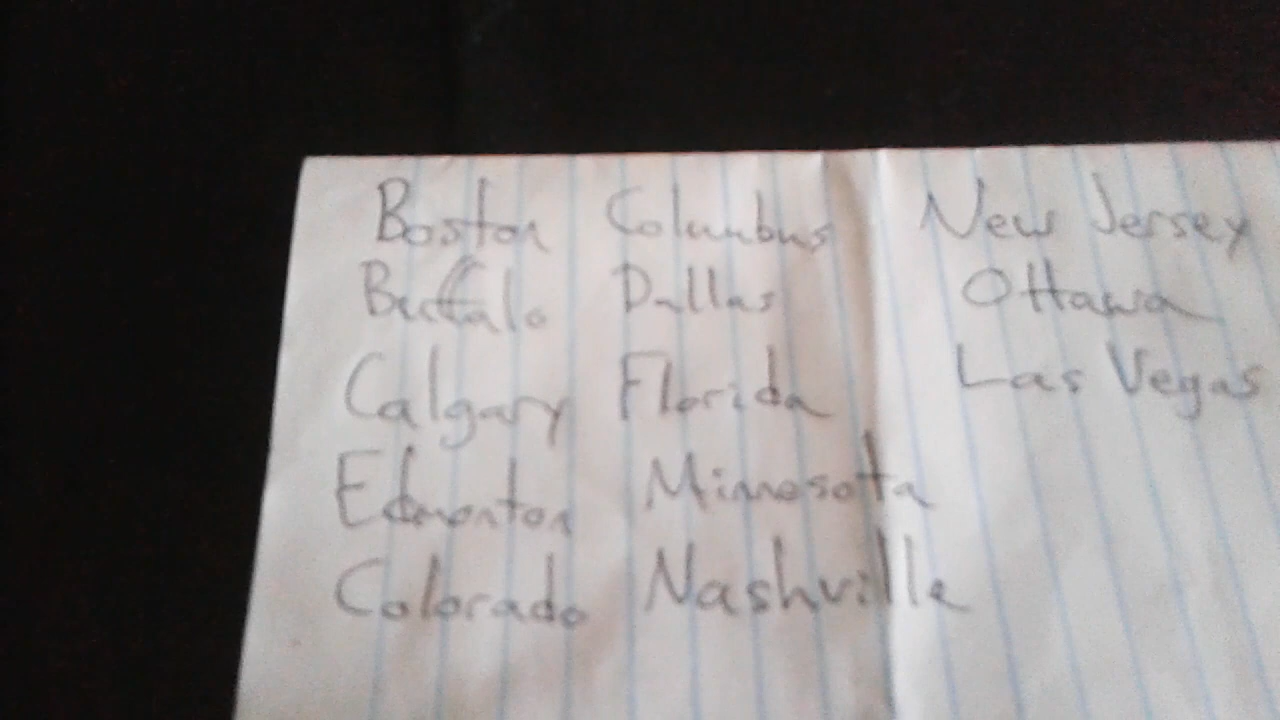 Boston Columbus New Jersey
Buffalo Dallas Ottawa
Calgary Florida Las Vegas
Edmonton Minnesota
Colorado Nashville